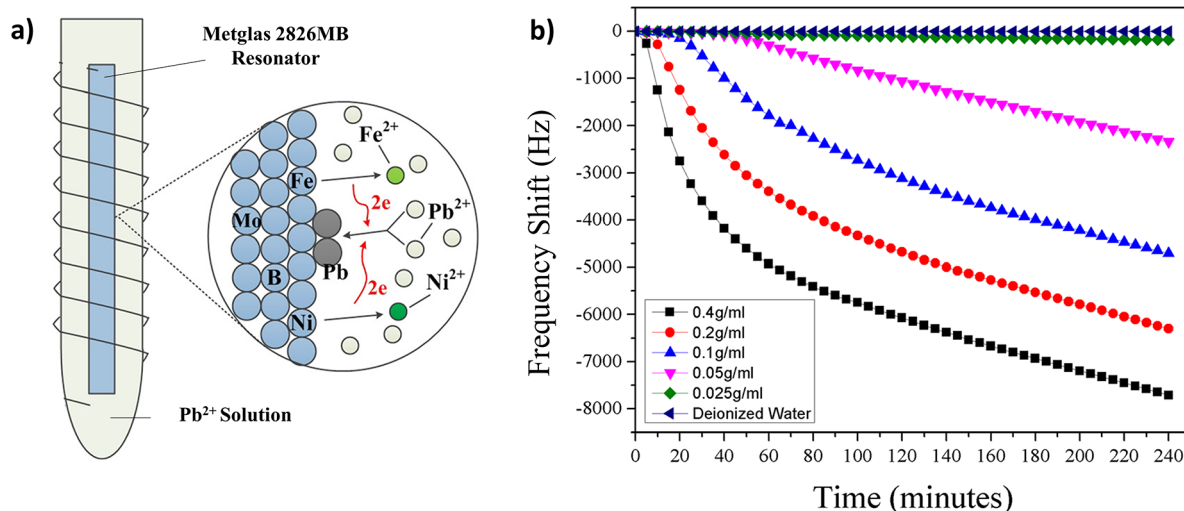 a)
Metglas 2826MB
Resonator
Fe²⁺
Fe
2e
Pb²⁺
Mo
Pb
B
2e
Ni²⁺
Ni
Pb²⁺ Solution
b)
Frequency Shift (Hz)
0
-1000
-2000
-3000
-4000
-5000
-6000
-7000
-8000
0.4g/ml
0.2g/ml
0.1g/ml
0.05g/ml
0.025g/ml
Deionized Water
0 20 40 60 80 100 120 140 160 180 200 220 240
Time (minutes)